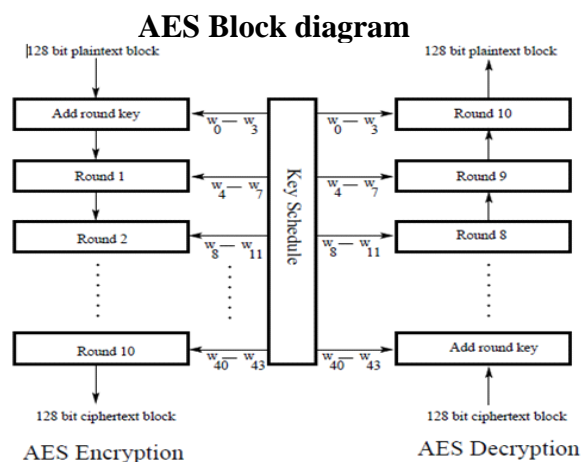 AES Block diagram
128 bit plaintext block
128 bit plaintext block
Add round key
w0 — w3
w0 — w3
Round 10
Round 1
w4 — w7
Key Schedule
w4 — w7
Round 9
Round 2
w8 — w11
w8 — w11
Round 8
Round 10
w40 — w43
w40 — w43
Add round key
128 bit ciphertext block
128 bit ciphertext block
AES Encryption
AES Decryption